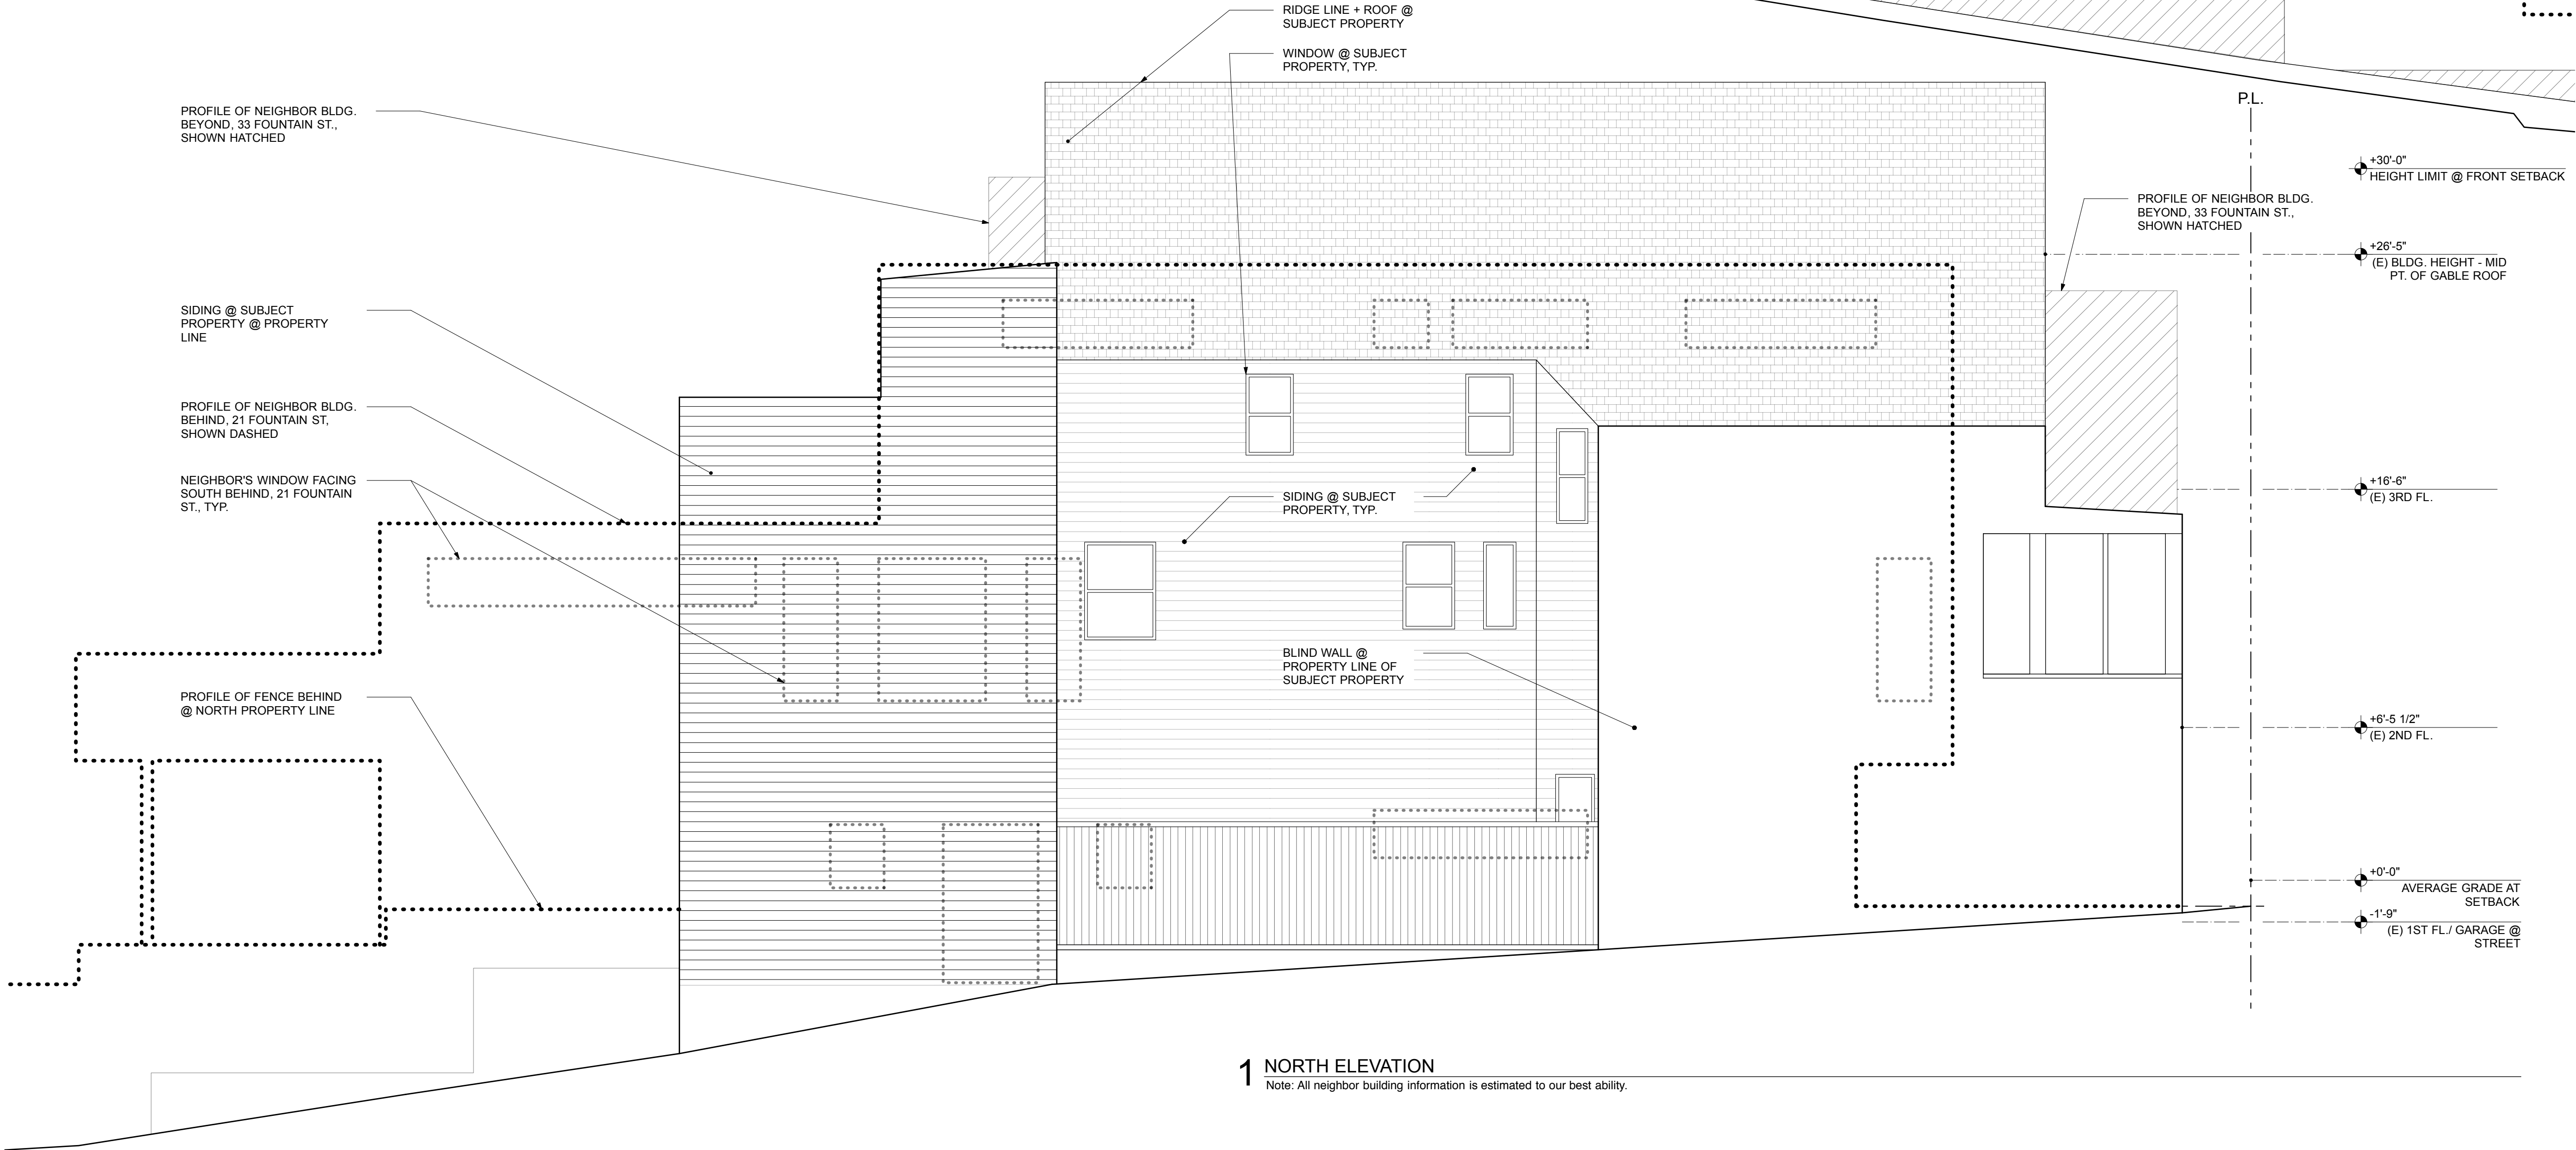 RIDGE LINE + ROOF @
SUBJECT PROPERTY
WINDOW @ SUBJECT
PROPERTY, TYP.
PROFILE OF NEIGHBOR BLDG.
BEYOND, 33 FOUNTAIN ST.,
SHOWN HATCHED
SIDING @ SUBJECT
PROPERTY @ PROPERTY
LINE
PROFILE OF NEIGHBOR BLDG.
BEHIND, 21 FOUNTAIN ST,
SHOWN DASHED
NEIGHBOR'S WINDOW FACING
SOUTH BEHIND, 21 FOUNTAIN
ST., TYP.
PROFILE OF FENCE BEHIND
@ NORTH PROPERTY LINE
SIDING @ SUBJECT
PROPERTY, TYP.
BLIND WALL @
PROPERTY LINE OF
SUBJECT PROPERTY
P.L.
PROFILE OF NEIGHBOR BLDG.
BEYOND, 33 FOUNTAIN ST.,
SHOWN HATCHED
+30'-0"
HEIGHT LIMIT @ FRONT SETBACK
+26'-5"
(E) BLDG. HEIGHT - MID
PT. OF GABLE ROOF
+16'-6"
(E) 3RD FL.
+6'-5 1/2"
(E) 2ND FL.
+0'-0"
AVERAGE GRADE AT
SETBACK
-1'-9"
(E) 1ST FL./ GARAGE @
STREET
1 NORTH ELEVATION
Note: All neighbor building information is estimated to our best ability.